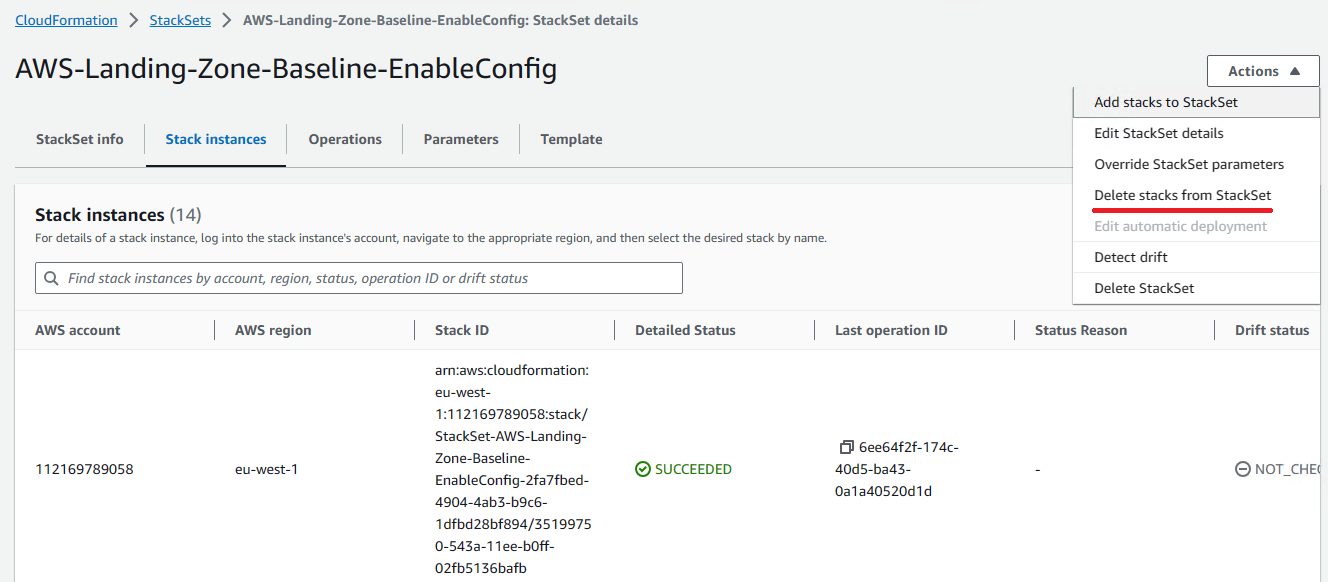 CloudFormation > StackSets > AWS-Landing-Zone-Baseline-EnableConfig: StackSet details
AWS-Landing-Zone-Baseline-EnableConfig
Actions
Add stacks to StackSet
Edit StackSet details
Override StackSet parameters
Delete stacks from StackSet
Edit automatic deployment
Detect drift
Delete StackSet
StackSet info
Stack instances
Operations
Parameters
Template
Stack instances (14)
For details of a stack instance, log into the stack instance's account, navigate to the appropriate region, and then select the desired stack by name.
Find stack instances by account, region, status, operation ID or drift status
AWS account
AWS region
Stack ID
Detailed Status
Last operation ID
Status Reason
Drift status
112169789058
eu-west-1
arn:aws:cloudformation:
eu-west-
1:112169789058:stack/
StackSet-AWS-Landing-
Zone-Baseline-
EnableConfig-2fa7fbed-
4904-4ab3-b9c6-
1dfbd28bf894/3519975
0-543a-11ee-b0ff-
02fb5136bafb
SUCCEEDED
6ee64f2f-174c-
40d5-ba43-
0a1a40520d1d
-
NOT_CHEC